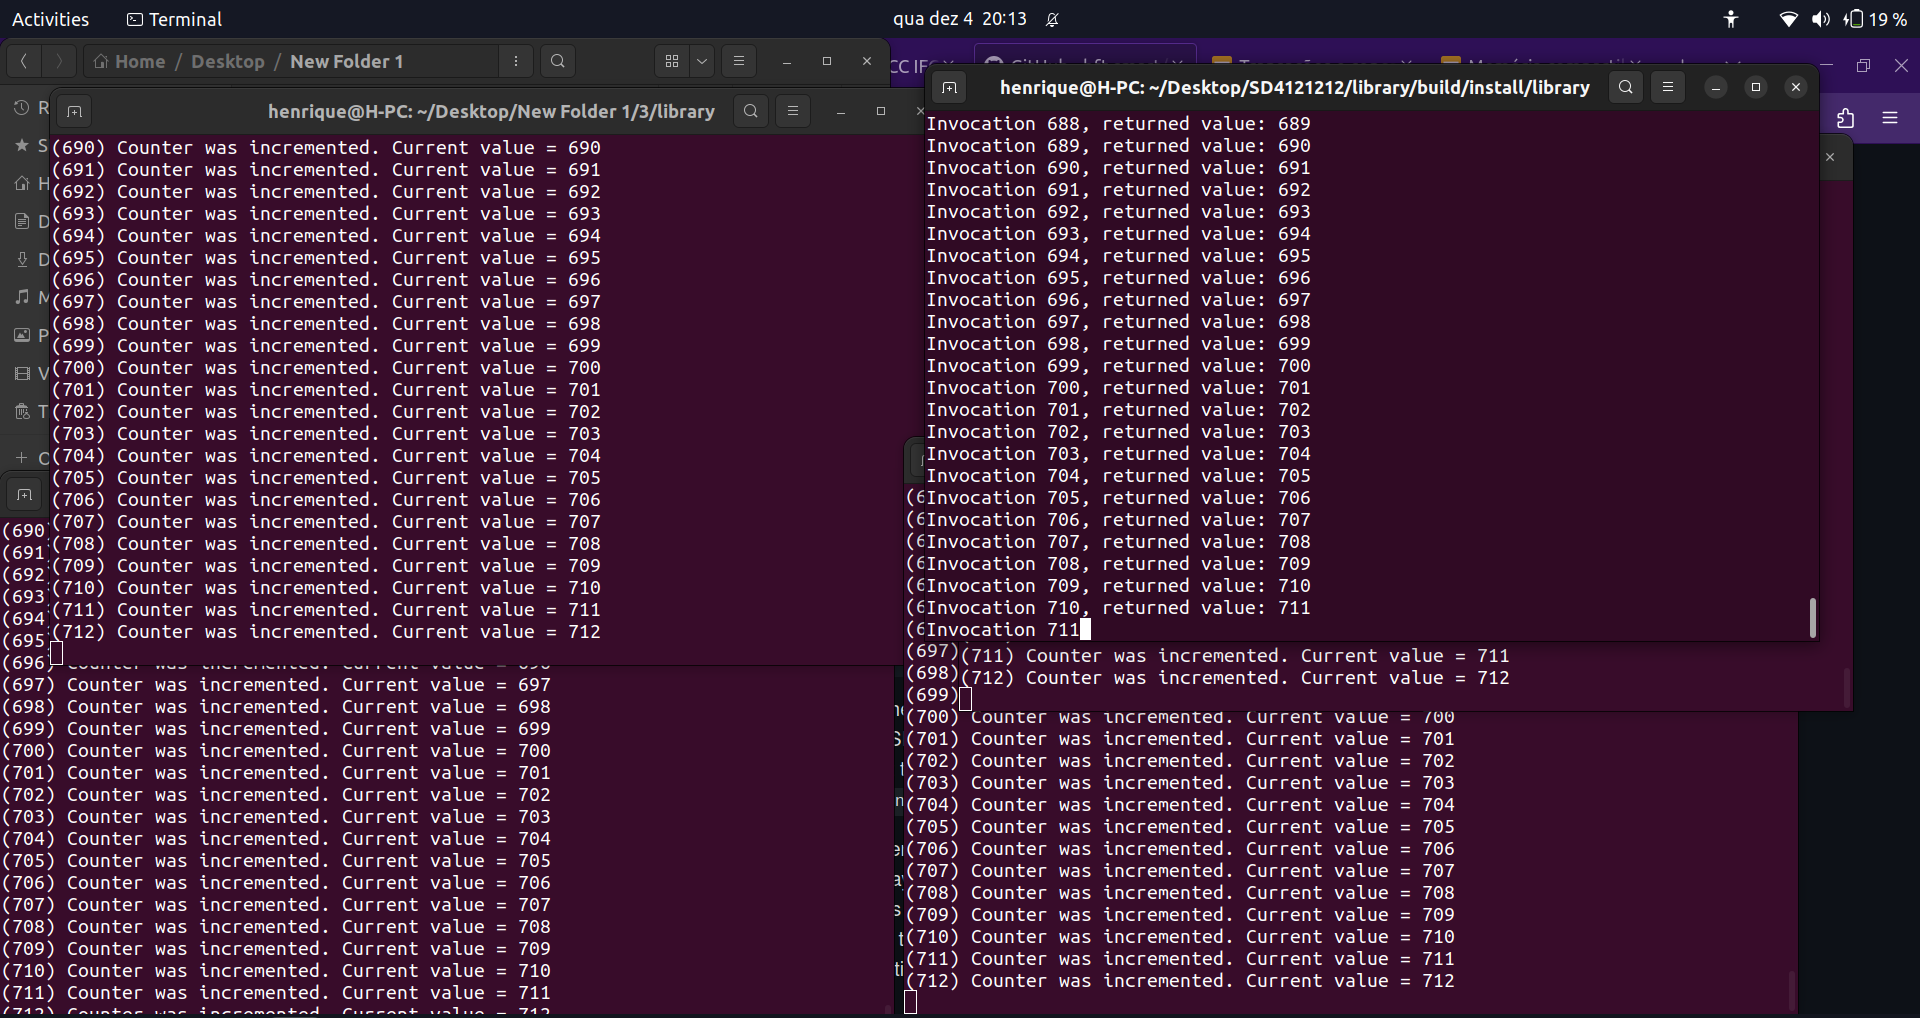 Activities Terminal qua dez 4 20:13 19 %
Home / Desktop / New Folder 1
henrique@H-PC: ~/Desktop/New Folder 1/3/library
(690) Counter was incremented. Current value = 690
(691) Counter was incremented. Current value = 691
(692) Counter was incremented. Current value = 692
(693) Counter was incremented. Current value = 693
(694) Counter was incremented. Current value = 694
(695) Counter was incremented. Current value = 695
(696) Counter was incremented. Current value = 696
(697) Counter was incremented. Current value = 697
(698) Counter was incremented. Current value = 698
(699) Counter was incremented. Current value = 699
(700) Counter was incremented. Current value = 700
(701) Counter was incremented. Current value = 701
(702) Counter was incremented. Current value = 702
(703) Counter was incremented. Current value = 703
(704) Counter was incremented. Current value = 704
(705) Counter was incremented. Current value = 705
(706) Counter was incremented. Current value = 706
(707) Counter was incremented. Current value = 707
(708) Counter was incremented. Current value = 708
(709) Counter was incremented. Current value = 709
(710) Counter was incremented. Current value = 710
(711) Counter was incremented. Current value = 711
(712) Counter was incremented. Current value = 712
henrique@H-PC: ~/Desktop/SD4121212/library/build/install/library
Invocation 688, returned value: 689
Invocation 689, returned value: 690
Invocation 690, returned value: 691
Invocation 691, returned value: 692
Invocation 692, returned value: 693
Invocation 693, returned value: 694
Invocation 694, returned value: 695
Invocation 695, returned value: 696
Invocation 696, returned value: 697
Invocation 697, returned value: 698
Invocation 698, returned value: 699
Invocation 699, returned value: 700
Invocation 700, returned value: 701
Invocation 701, returned value: 702
Invocation 702, returned value: 703
Invocation 703, returned value: 704
Invocation 704, returned value: 705
Invocation 705, returned value: 706
Invocation 706, returned value: 707
Invocation 707, returned value: 708
Invocation 708, returned value: 709
Invocation 709, returned value: 710
Invocation 710, returned value: 711
Invocation 711
(690
(691
(692
(693
(694
(695
(696) Counter was incremented. Current value = 696
(697) Counter was incremented. Current value = 697
(698) Counter was incremented. Current value = 698
(699) Counter was incremented. Current value = 699
(700) Counter was incremented. Current value = 700
(701) Counter was incremented. Current value = 701
(702) Counter was incremented. Current value = 702
(703) Counter was incremented. Current value = 703
(704) Counter was incremented. Current value = 704
(705) Counter was incremented. Current value = 705
(706) Counter was incremented. Current value = 706
(707) Counter was incremented. Current value = 707
(708) Counter was incremented. Current value = 708
(709) Counter was incremented. Current value = 709
(710) Counter was incremented. Current value = 710
(711) Counter was incremented. Current value = 711
(712) Counter was incremented. Current value = 712
(711) Counter was incremented. Current value = 711
(712) Counter was incremented. Current value = 712
(697)
(698)
(699)
(700) Counter was incremented. Current value = 700
(701) Counter was incremented. Current value = 701
(702) Counter was incremented. Current value = 702
(703) Counter was incremented. Current value = 703
(704) Counter was incremented. Current value = 704
(705) Counter was incremented. Current value = 705
(706) Counter was incremented. Current value = 706
(707) Counter was incremented. Current value = 707
(708) Counter was incremented. Current value = 708
(709) Counter was incremented. Current value = 709
(710) Counter was incremented. Current value = 710
(711) Counter was incremented. Current value = 711
(712) Counter was incremented. Current value = 712